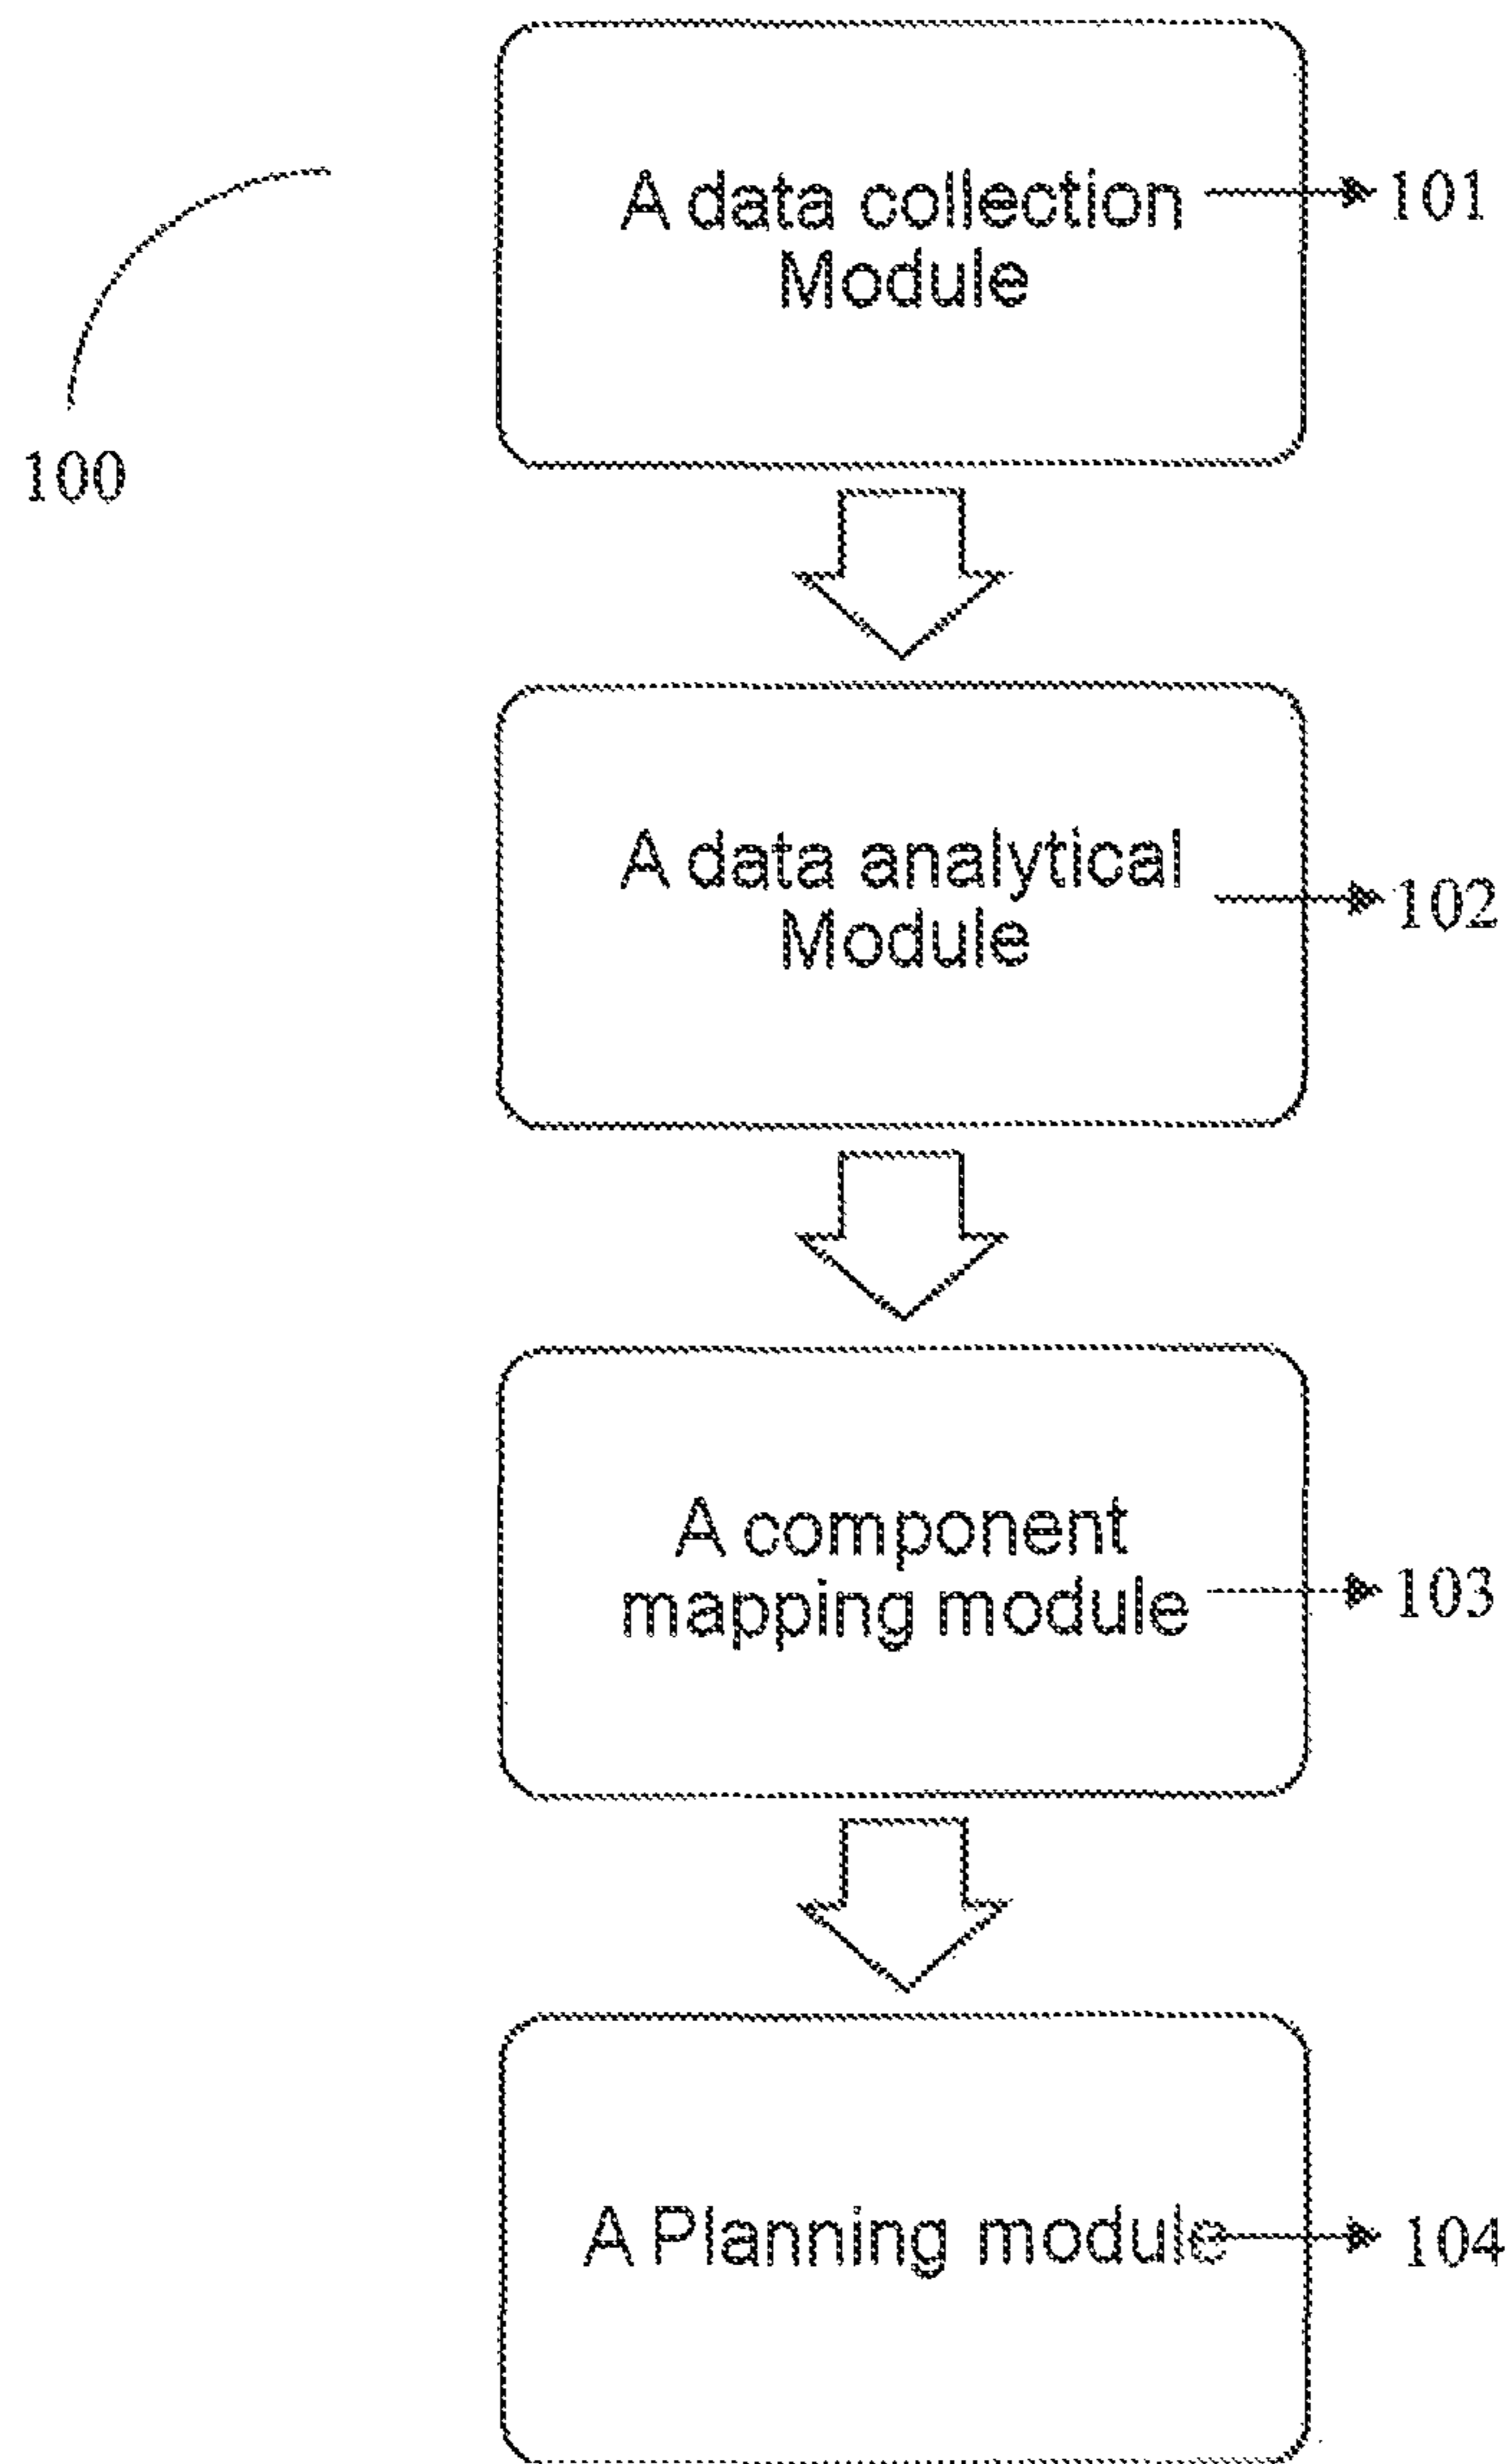 A data collection
Module
101
100
A data analytical
Module
102
A component
mapping module
103
A Planning module
104